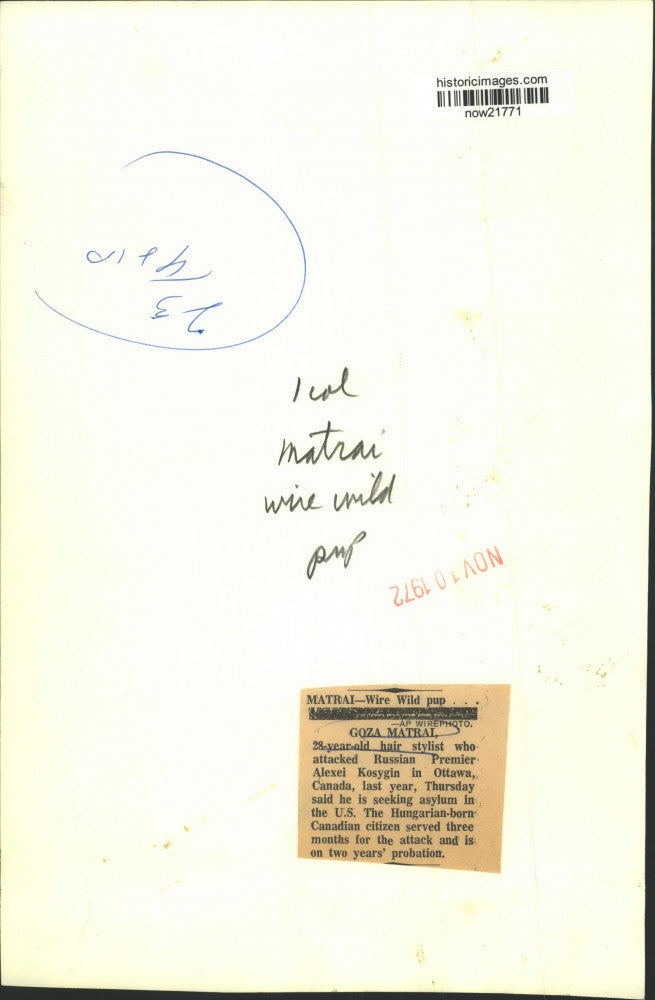 historicimages.com
now21771
23
1 col
Matrai
wire wild
pup
NOV 10 1972
MATRAI—Wire Wild pup . . .
—AP WIREPHOTO.
GOZA MATRAI,
28-year-old hair stylist who
attacked Russian Premier
Alexei Kosygin in Ottawa,
Canada, last year, Thursday
said he is seeking asylum in
the U.S. The Hungarian-born
Canadian citizen served three
months for the attack and is
on two years' probation.